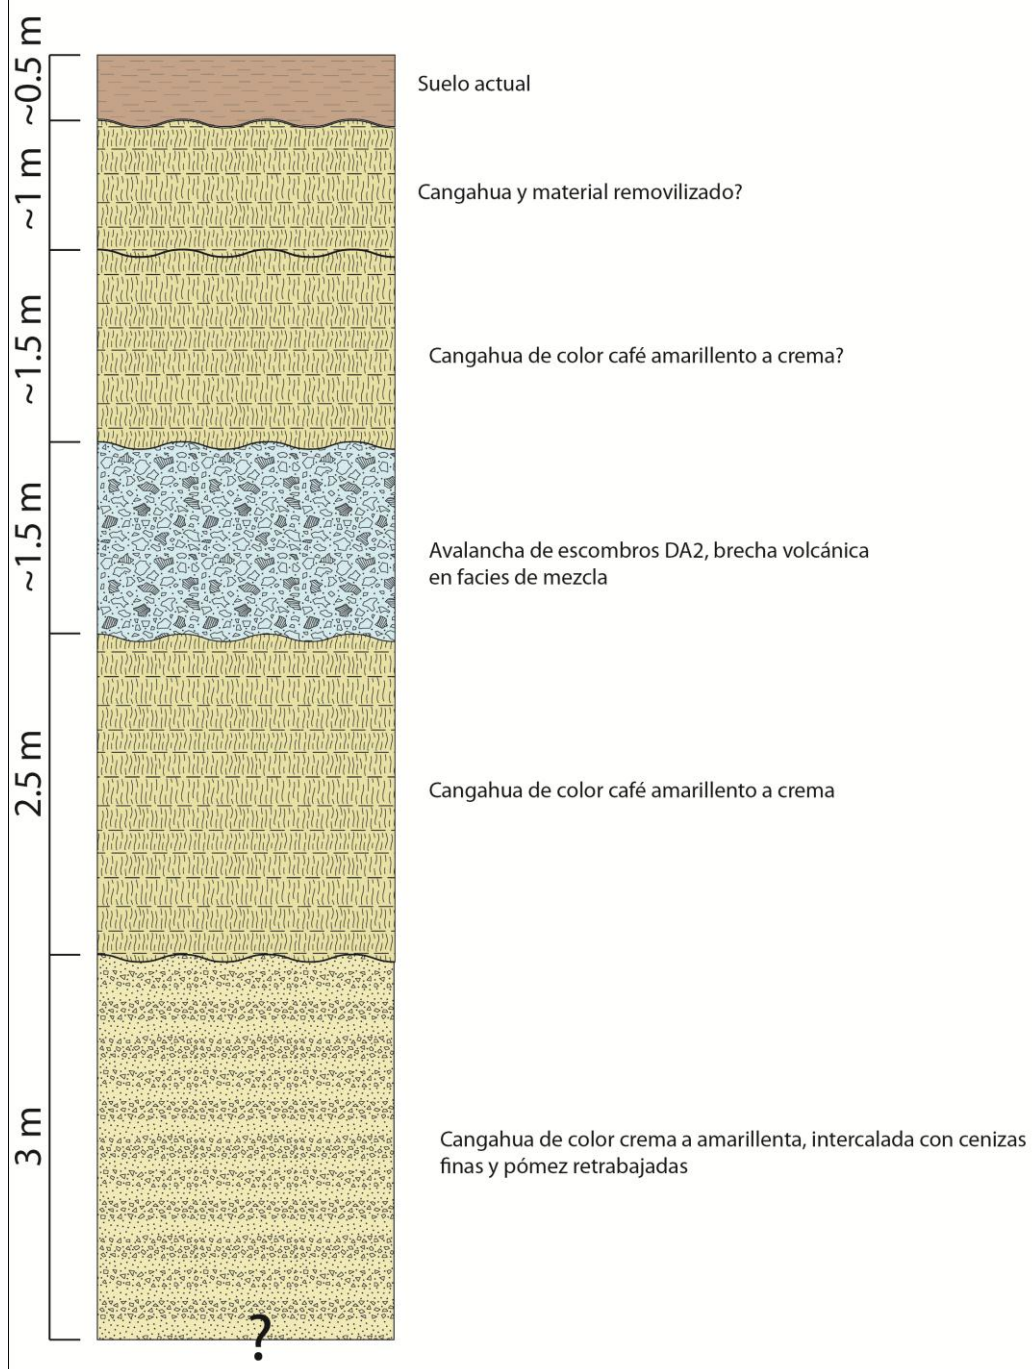 ~0.5 m
Suelo actual
~1 m
Cangahua y material removilizado?
~1.5 m
Cangahua de color café amarillento a crema?
~1.5 m
Avalancha de escombros DA2, brecha volcánica
en facies de mezcla
2.5 m
Cangahua de color café amarillento a crema
3 m
Cangahua de color crema a amarillenta, intercalada con cenizas
finas y pómez retrabajadas
?